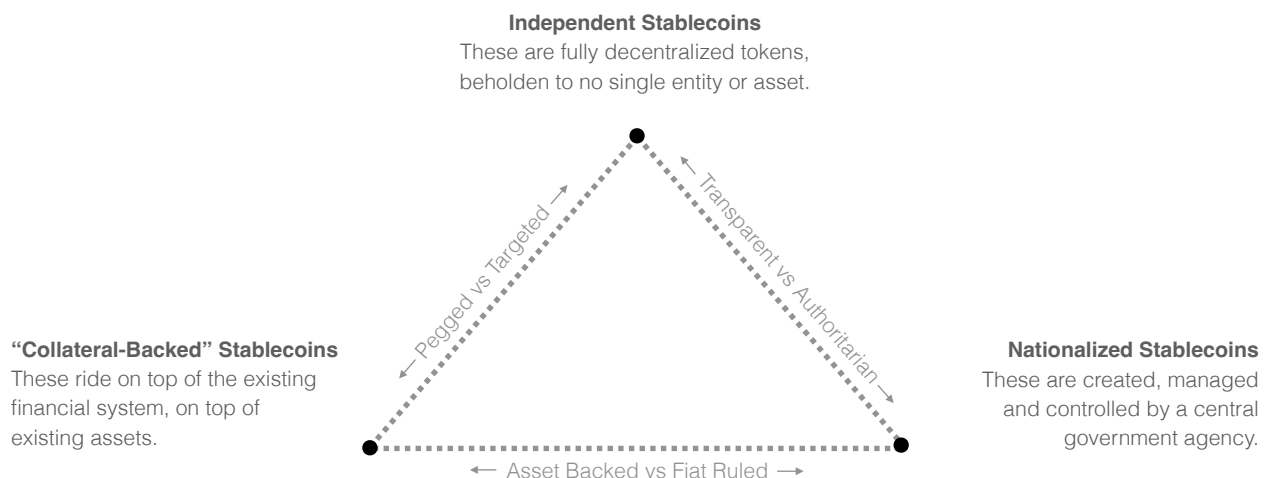 Independent Stablecoins
These are fully decentralized tokens,
beholden to no single entity or asset.
← Pegged vs Targeted →
← Transparent vs Authoritarian →
“Collateral-Backed” Stablecoins
These ride on top of the existing
financial system, on top of
existing assets.
Nationalized Stablecoins
These are created, managed
and controlled by a central
government agency.
← Asset Backed vs Fiat Ruled →